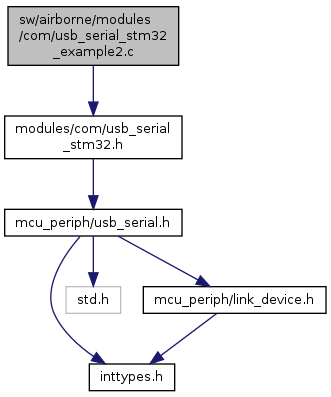 sw/airborne/modules
/com/usb_serial_stm32
_example2.c
modules/com/usb_serial
_stm32.h
mcu_periph/usb_serial.h
std.h
mcu_periph/link_device.h
inttypes.h